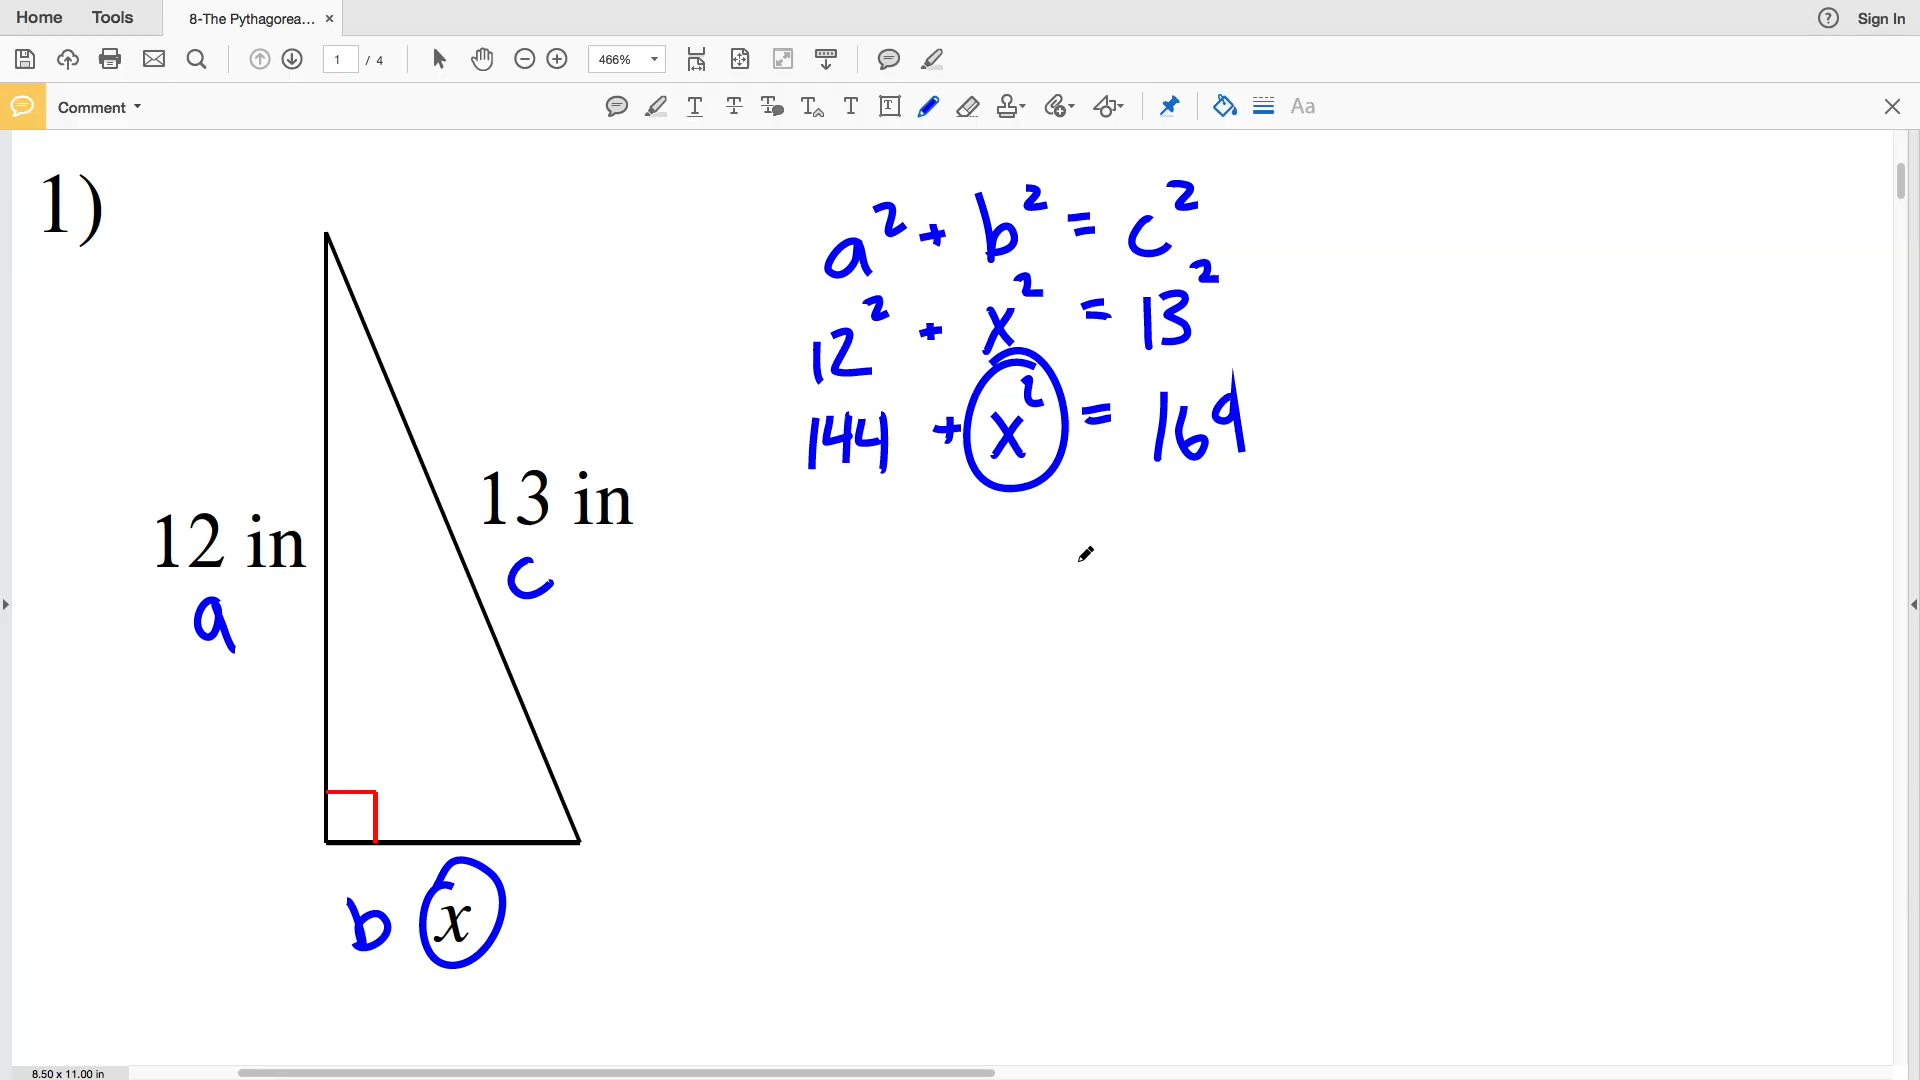 Home Tools 8-The Pythagorea... × ? Sign In
1 / 4 466%
Comment T T T T T T Aa
1)
a² + b² = c²
12² + x² = 13²
144 + x² = 169
13 in
c
12 in
a
b x
8.50 x 11.00 in